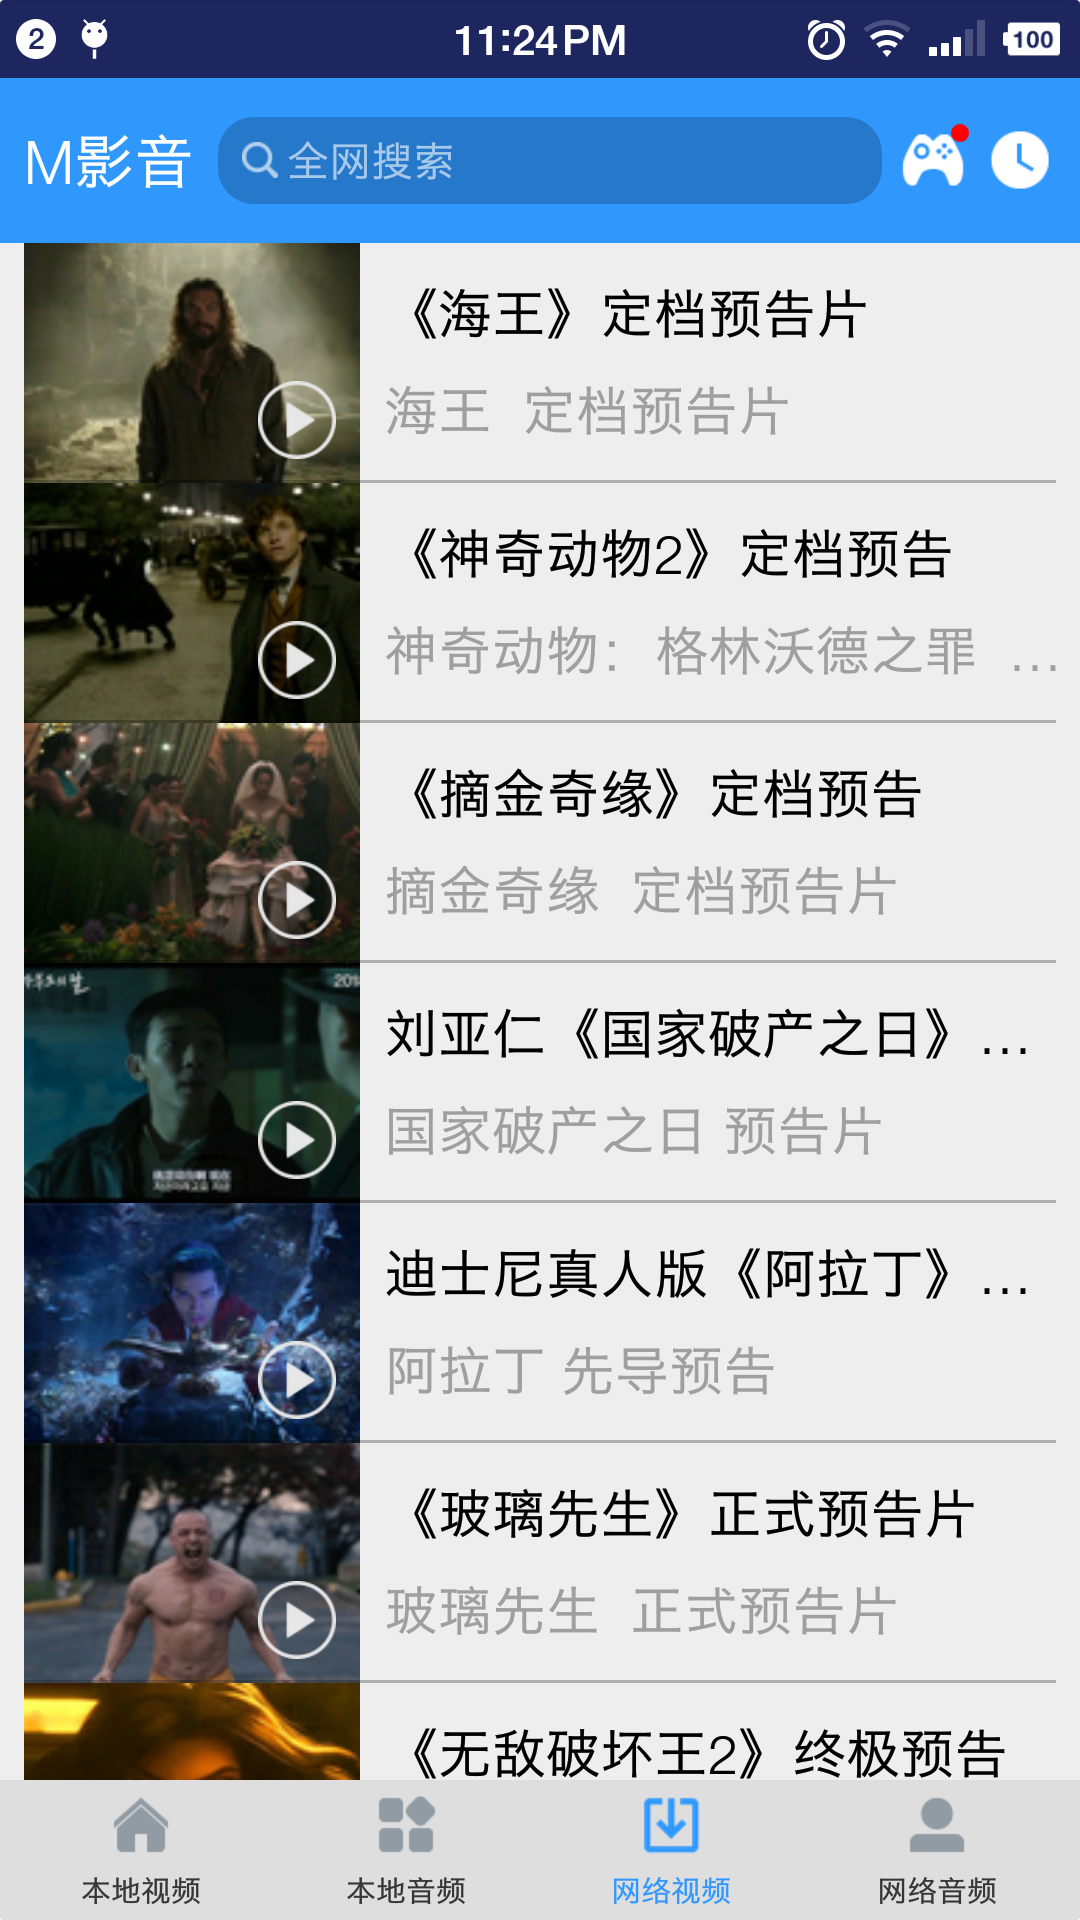 2
11:24 PM
100
M影音
全网搜索
《海王》定档预告片
海王 定档预告片
《神奇动物2》定档预告
神奇动物：格林沃德之罪 ...
《摘金奇缘》定档预告
摘金奇缘 定档预告片
刘亚仁《国家破产之日》...
国家破产之日 预告片
迪士尼真人版《阿拉丁》...
阿拉丁 先导预告
《玻璃先生》正式预告片
玻璃先生 正式预告片
《无敌破坏王2》终极预告
本地视频
本地音频
网络视频
网络音频